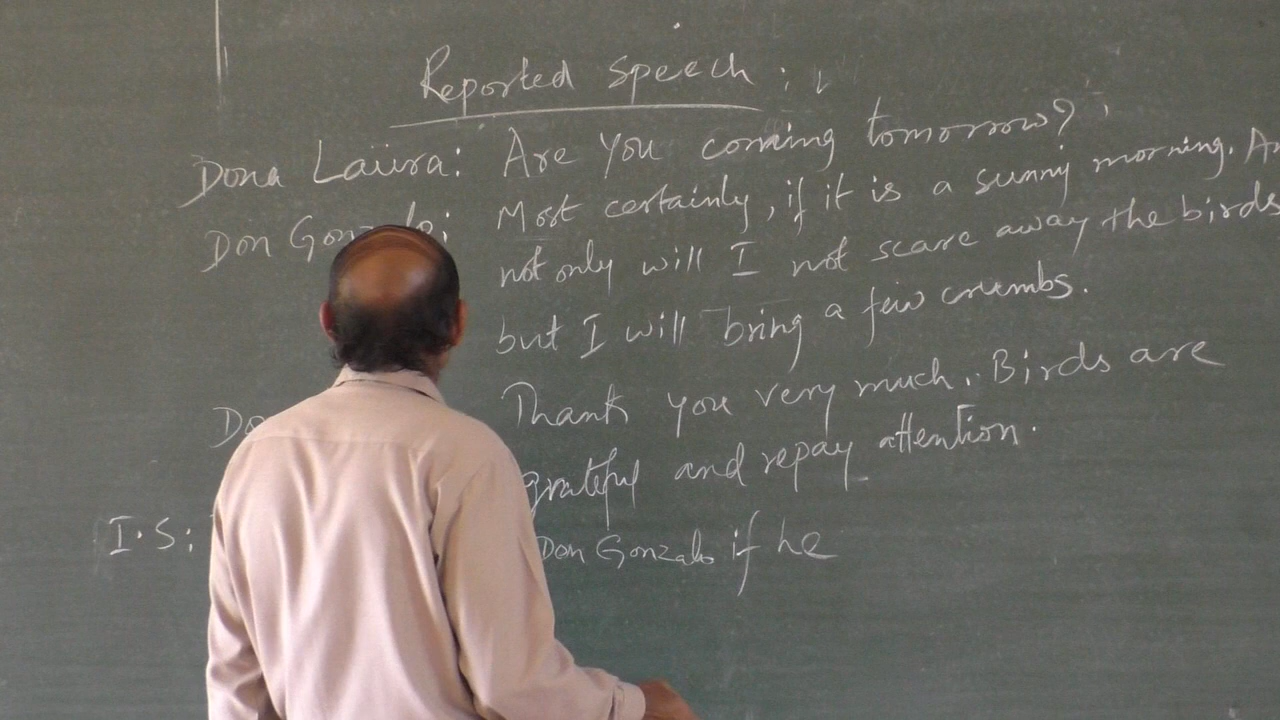 Reported Speech :
Dona Laura: Are you coming tomorrow?
Don Gonzalo: Most certainly, if it is a sunny morning. An
not only will I not scare away the birds
but I will bring a few crumbs.
Do Thank you very much. Birds are
grateful and repay attention.
I.S: Don Gonzalo if he